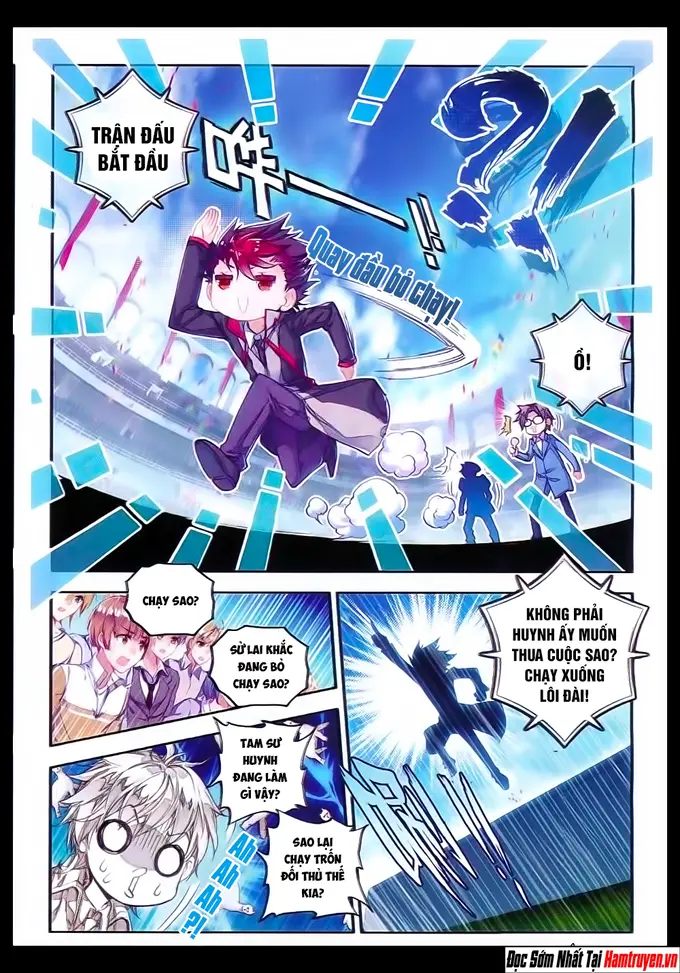 TRẬN ĐẤU
BẮT ĐẦU
?!
Quay đầu bỏ chạy!
Ồ!
CHẠY SAO?
SỬ LAI KHẮC
ĐANG BỎ
CHẠY SAO?
KHÔNG PHẢI
HUYNH ẤY MUỐN
THUA CUỘC SAO?
CHẠY XUỐNG
LÔI ĐÀI!
TAM SƯ
HUYNH
ĐANG LÀM
GÌ VẬY?
SAO LẠI
CHẠY TRỐN
ĐỐI THỦ THẾ
KIA?
Ah
Ah
Ah
?!
Đọc Sớm Nhất Tại Hamtruyen.vn